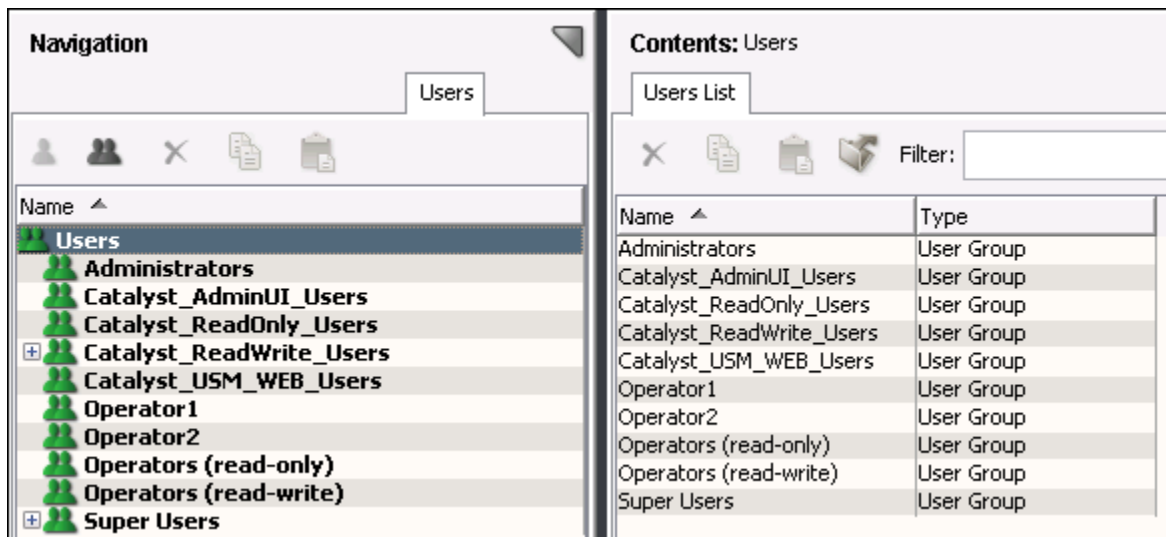 Navigation
Users
Name
Users
Administrators
Catalyst_AdminUI_Users
Catalyst_ReadOnly_Users
Catalyst_ReadWrite_Users
Catalyst_USM_WEB_Users
Operator1
Operator2
Operators (read-only)
Operators (read-write)
Super Users
Contents: Users
Users List
Filter:
Name Type
Administrators User Group
Catalyst_AdminUI_Users User Group
Catalyst_ReadOnly_Users User Group
Catalyst_ReadWrite_Users User Group
Catalyst_USM_WEB_Users User Group
Operator1 User Group
Operator2 User Group
Operators (read-only) User Group
Operators (read-write) User Group
Super Users User Group